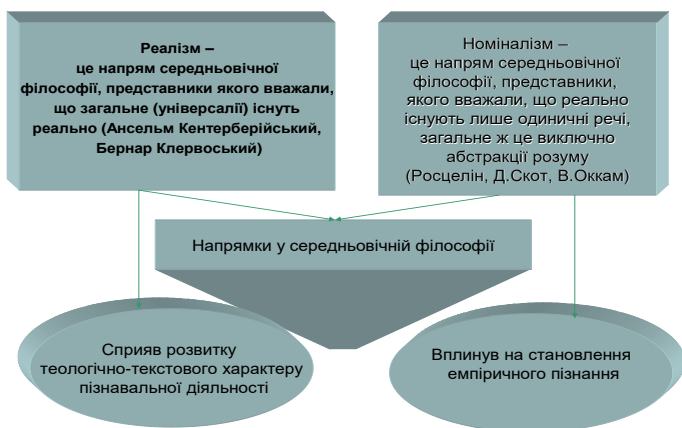 Реалізм –
це напрям середньовічної
філософії, представники якого вважали,
що загальне (універсалії) існуть
реально (Ансельм Кентерберійський,
Бернар Клервоський)
Номіналізм –
це напрям середньовічної
філософії, представники,
якого вважали, що реально
існують лише одиничні речі,
загальне ж це виключно
абстракції розуму
(Росцелін, Д.Скот, В.Оккам)
Напрямки у середньовічній філософії
Сприяв розвитку
теологічно-текстового характеру
пізнавальної діяльності
Вплинув на становлення
емпіричного пізнання